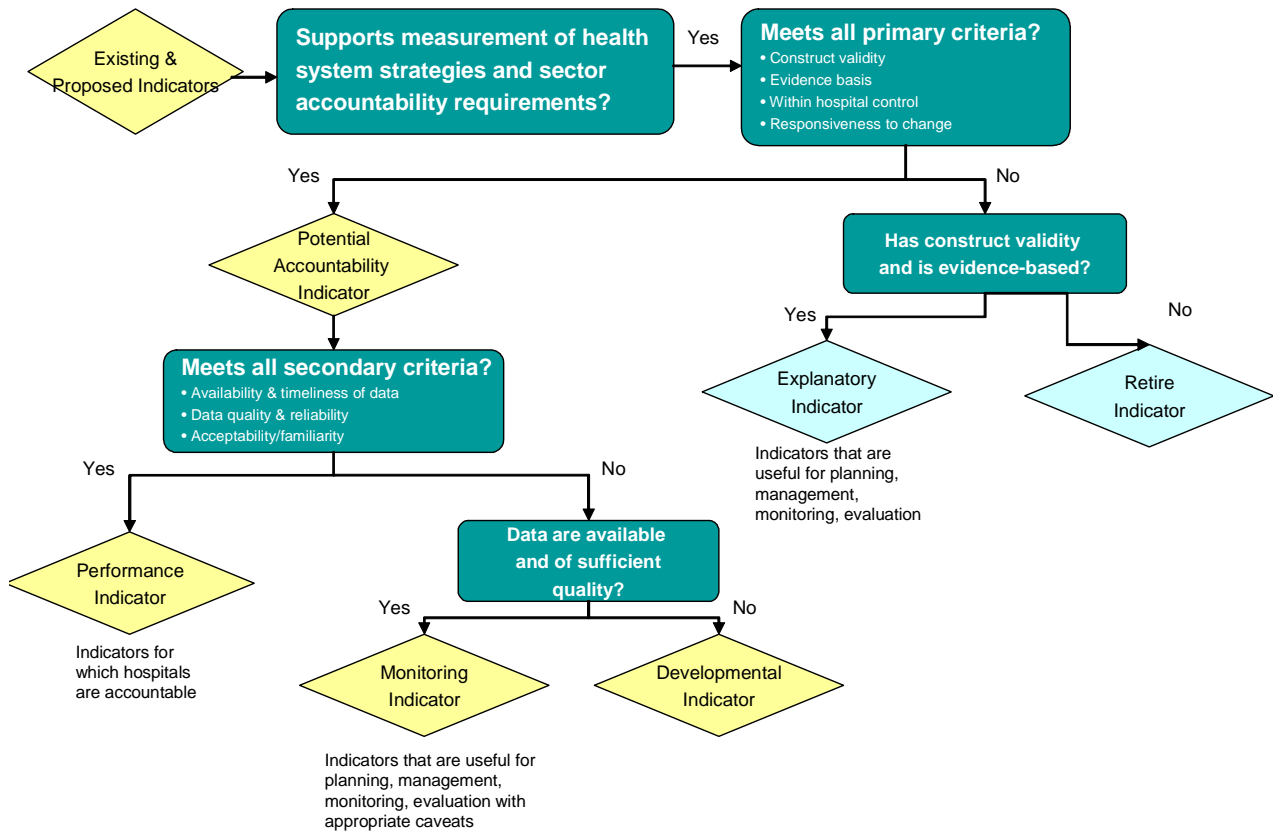 Existing &
Proposed Indicators
Supports measurement of health
system strategies and sector
accountability requirements?
Yes
Meets all primary criteria?
• Construct validity
• Evidence basis
• Within hospital control
• Responsiveness to change
Yes
No
Potential
Accountability
Indicator
Has construct validity
and is evidence-based?
Yes
No
Meets all secondary criteria?
• Availability & timeliness of data
• Data quality & reliability
• Acceptability/familiarity
Explanatory
Indicator
Retire
Indicator
Indicators that are
useful for planning,
management,
monitoring, evaluation
Yes
No
Performance
Indicator
Data are available
and of sufficient
quality?
Indicators for
which hospitals
are accountable
Yes
No
Monitoring
Indicator
Developmental
Indicator
Indicators that are useful for
planning, management,
monitoring, evaluation with
appropriate caveats